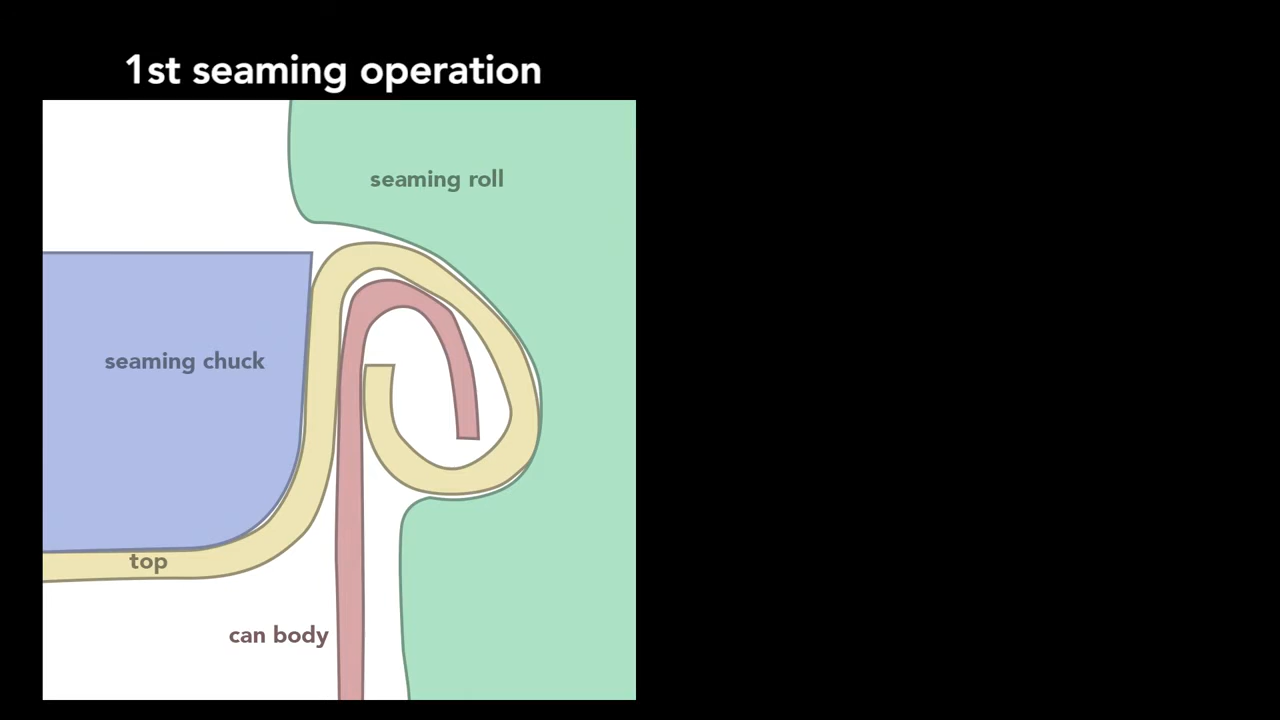 1st seaming operation
seaming roll
seaming chuck
top
can body